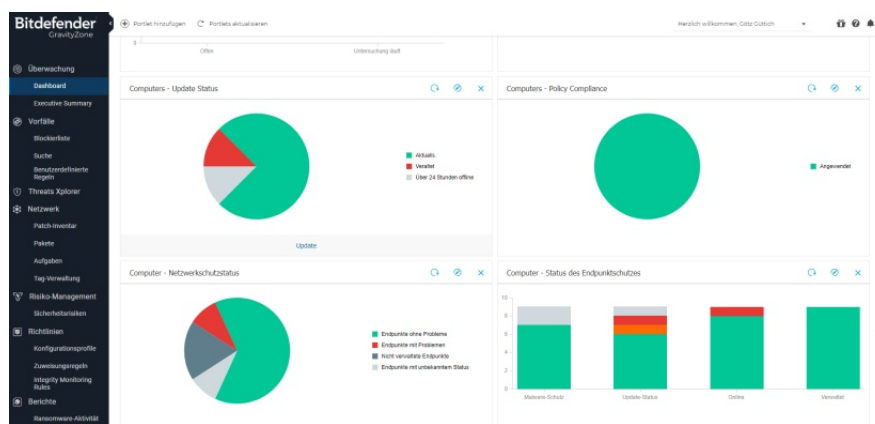 Bitdefender
GravityZone
Portlet hinzufügen
Portlets aktualisieren
Herzlich willkommen, Götz Güttich
Überwachung
Dashboard
Executive Summary
Vorfälle
Blockierliste
Suche
Benutzerdefinierte
Regeln
Threats Xplorer
Netzwerk
Patch-Inventar
Pakete
Aufgaben
Tag-Verwaltung
Risiko-Management
Sicherheitsrisiken
Richtlinien
Konfigurationsprofile
Zuweisungsregeln
Integrity Monitoring
Rules
Berichte
Ransomware-Aktivität
Offen
Untersuchung läuft
Computers - Update Status
Aktuells
Veraltet
Über 24 Stunden offline
Update
Computers - Policy Compliance
Angewendet
Computer - Netzwerkschutzstatus
Endpunkte ohne Probleme
Endpunkte mit Problemen
Nicht verwaltete Endpunkte
Endpunkte mit unbekanntem Status
Computer - Status des Endpunktschutzes
10
8
6
4
2
0
Malware-Schutz
Update-Status
Online
Verwaltet